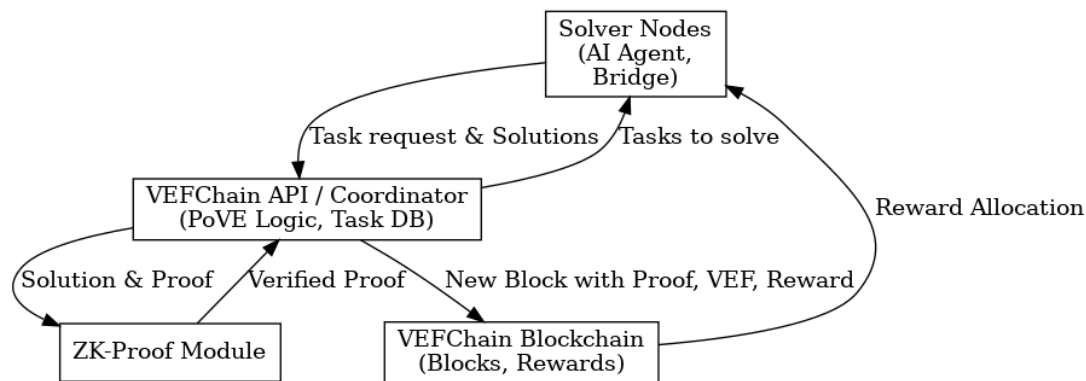 Solver Nodes
(AI Agent,
Bridge)
Task request & Solutions
Tasks to solve
VEFChain API / Coordinator
(PoVE Logic, Task DB)
Reward Allocation
Solution & Proof
Verified Proof
New Block with Proof, VEF, Reward
ZK-Proof Module
VEFChain Blockchain
(Blocks, Rewards)